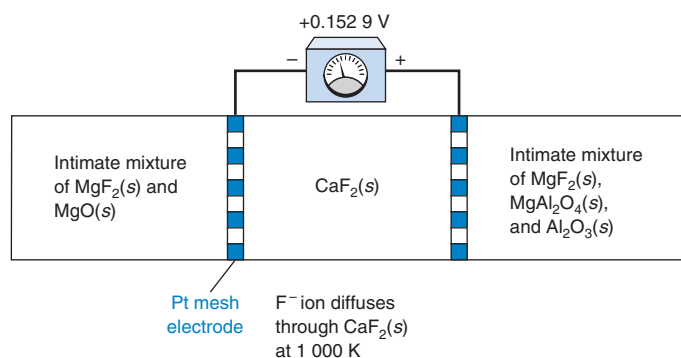 +0.152 9 V
– +
Intimate mixture
of MgF₂(s) and
MgO(s)
CaF₂(s)
Intimate mixture
of MgF₂(s),
MgAl₂O₄(s),
and Al₂O₃(s)
Pt mesh
electrode
F⁻ ion diffuses
through CaF₂(s)
at 1 000 K